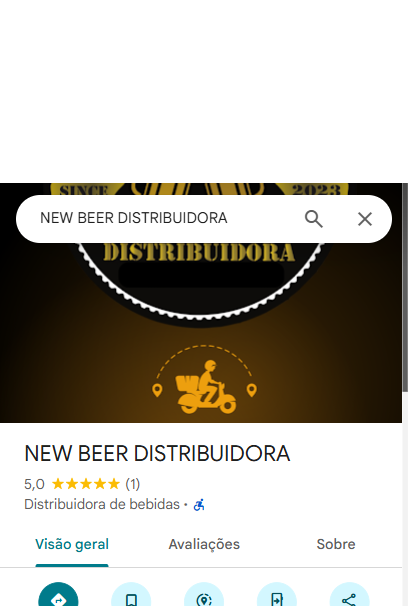 SINCE 2023
NEW BEER DISTRIBUIDORA
DISTRIBUIDORA
NEW BEER DISTRIBUIDORA
5,0 (1)
Distribuidora de bebidas ·
Visão geral Avaliações Sobre